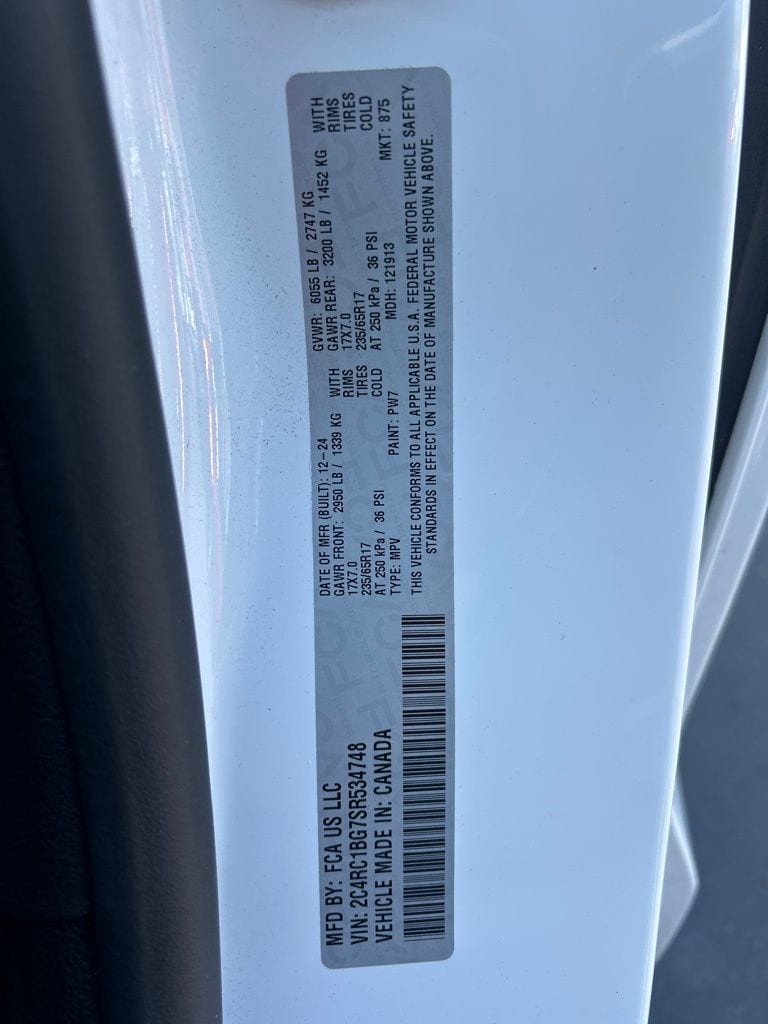 MFD BY: FCA US LLC
VIN: 2C4RC1BG7SR534748
VEHICLE MADE IN: CANADA
DATE OF MFR (BUILT): 12-24 GVWR: 6055 LB / 2747 KG
GAWR FRONT: 2950 LB / 1339 KG WITH GAWR REAR: 3200 LB / 1452 KG WITH
17X7.0 RIMS 17X7.0 RIMS
235/65R17 TIRES 235/65R17 TIRES
AT 250 kPa / 36 PSI COLD AT 250 kPa / 36 PSI COLD
TYPE: MPV PAINT: PW7 MDH: 121913 MKT: 875
THIS VEHICLE CONFORMS TO ALL APPLICABLE U.S.A. FEDERAL MOTOR VEHICLE SAFETY
STANDARDS IN EFFECT ON THE DATE OF MANUFACTURE SHOWN ABOVE.